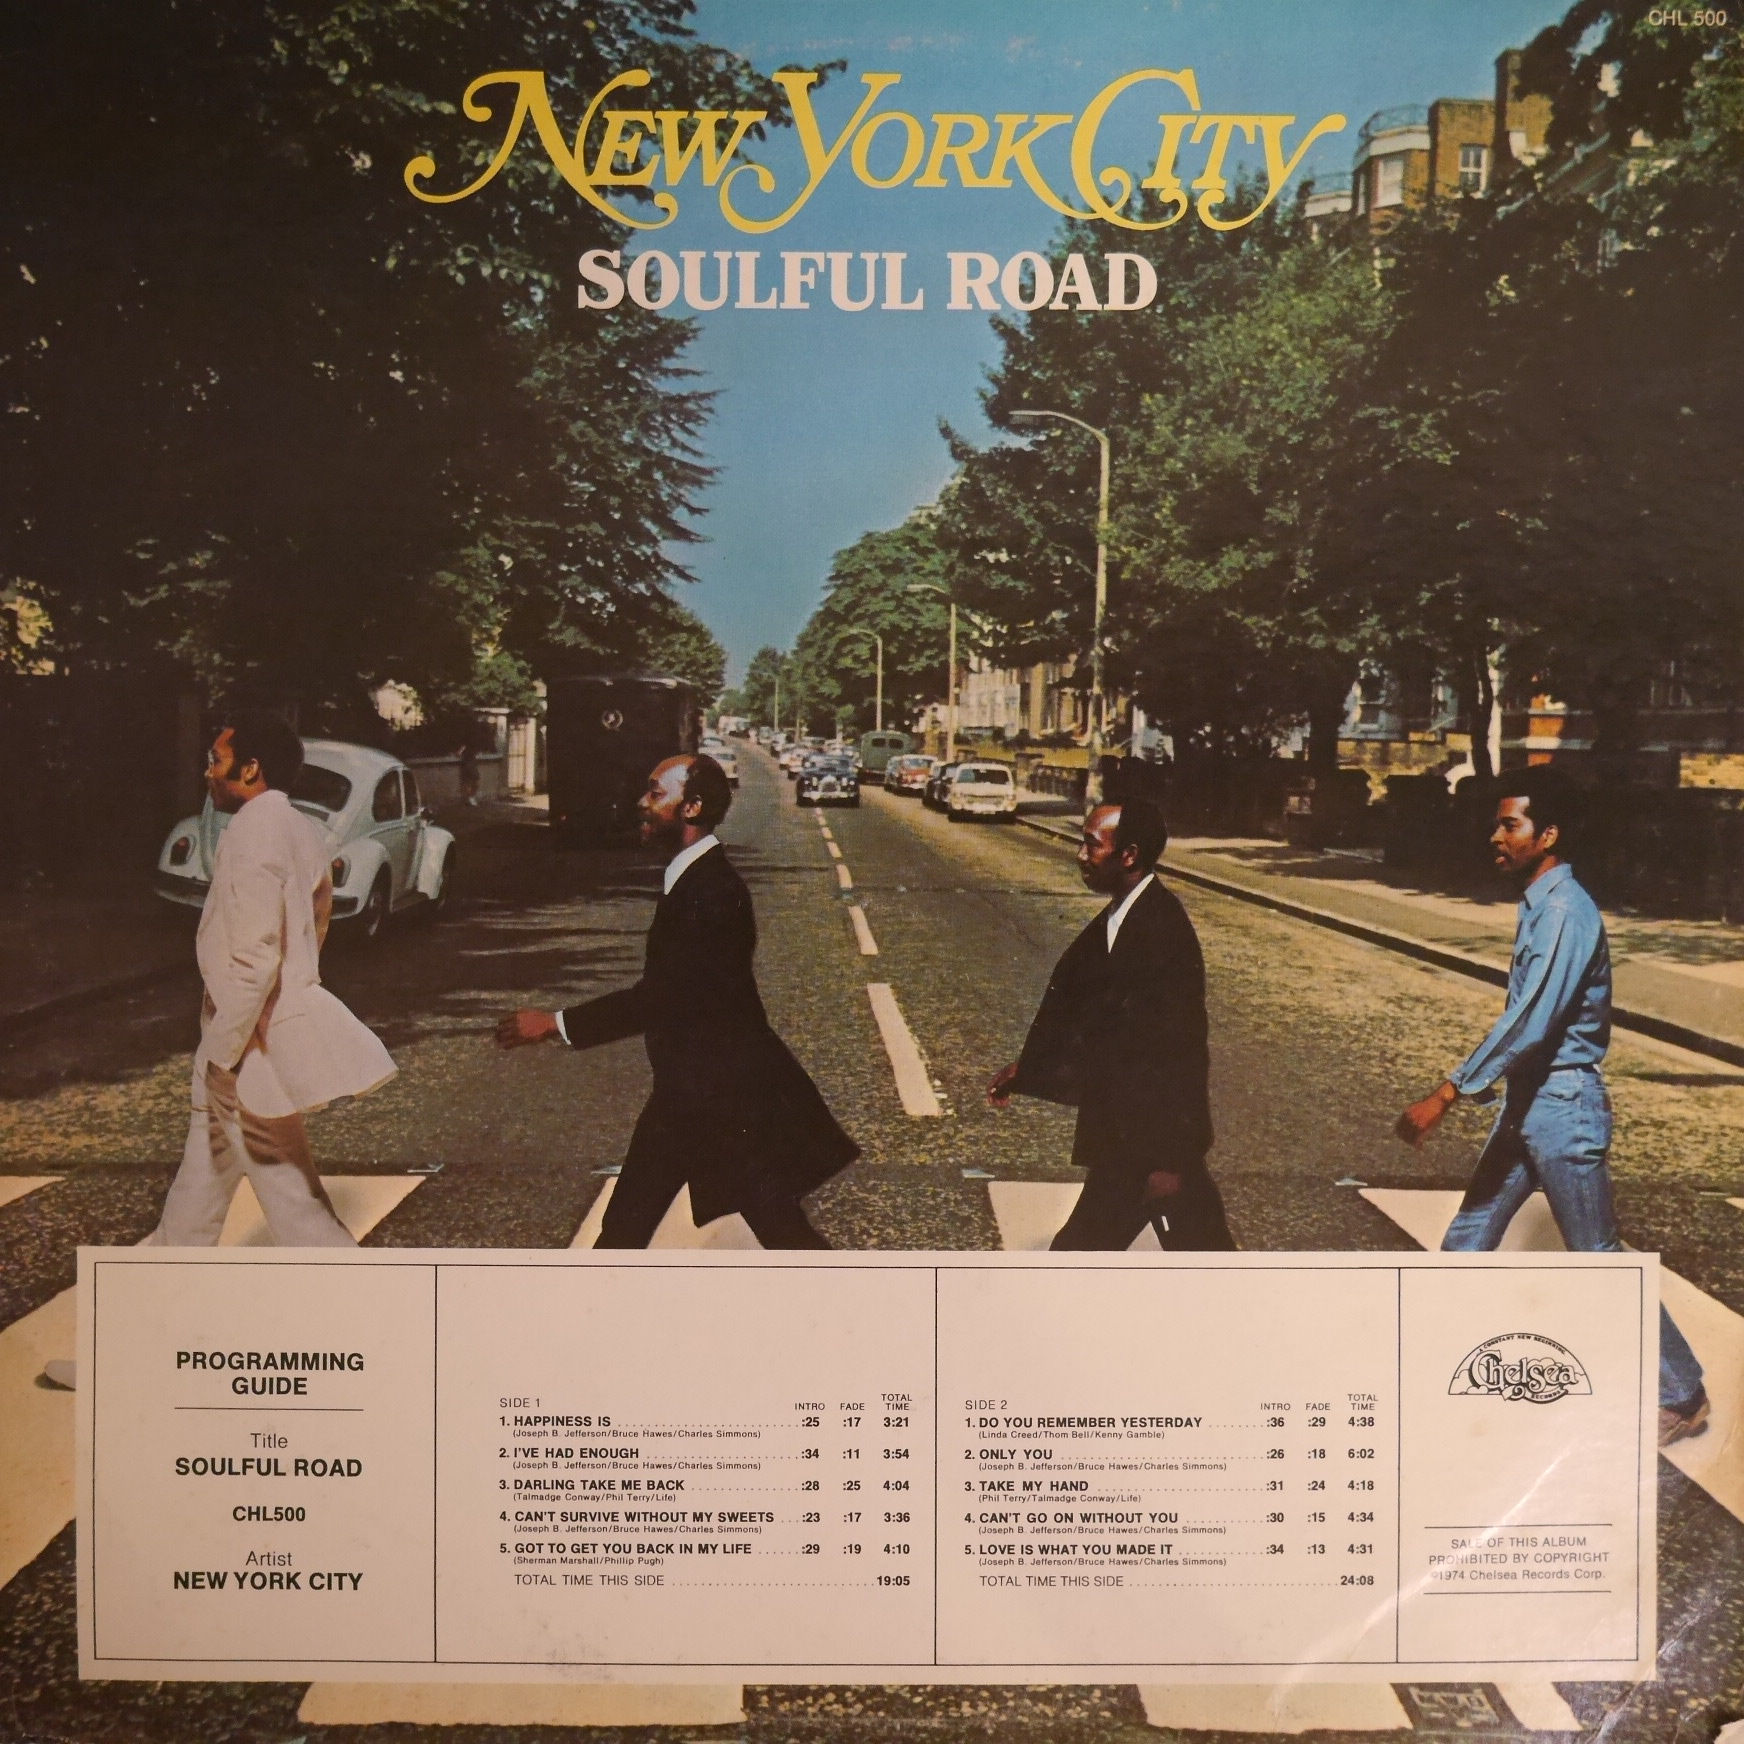 CHL 500
NEW YORK CITY
SOULFUL ROAD
PROGRAMMING
GUIDE
Title
SOULFUL ROAD
CHL500
Artist
NEW YORK CITY
SIDE 1 INTRO FADE TOTAL TIME
1. HAPPINESS IS :25 :17 3:21
(Joseph B. Jefferson/Bruce Hawes/Charles Simmons)
2. I'VE HAD ENOUGH :34 :11 3:54
(Joseph B. Jefferson/Bruce Hawes/Charles Simmons)
3. DARLING TAKE ME BACK :28 :25 4:04
(Talmadge Conway/Phil Terry/Life)
4. CAN'T SURVIVE WITHOUT MY SWEETS :23 :17 3:36
(Joseph B. Jefferson/Bruce Hawes/Charles Simmons)
5. GOT TO GET YOU BACK IN MY LIFE :29 :19 4:10
(Sherman Marshall/Phillip Pugh)
TOTAL TIME THIS SIDE 19:05
SIDE 2 INTRO FADE TOTAL TIME
1. DO YOU REMEMBER YESTERDAY :36 :29 4:38
(Linda Creed/Thom Bell/Kenny Gamble)
2. ONLY YOU :26 :18 6:02
(Joseph B. Jefferson/Bruce Hawes/Charles Simmons)
3. TAKE MY HAND :31 :24 4:18
(Phil Terry/Talmadge Conway/Life)
4. CAN'T GO ON WITHOUT YOU :30 :15 4:34
(Joseph B. Jefferson/Bruce Hawes/Charles Simmons)
5. LOVE IS WHAT YOU MADE IT :34 :13 4:31
(Joseph B. Jefferson/Bruce Hawes/Charles Simmons)
TOTAL TIME THIS SIDE 24:08
A CONSTANT NEW BEGINNING
Chelsea
RECORDS
SALE OF THIS ALBUM
PROHIBITED BY COPYRIGHT
©1974 Chelsea Records Corp.